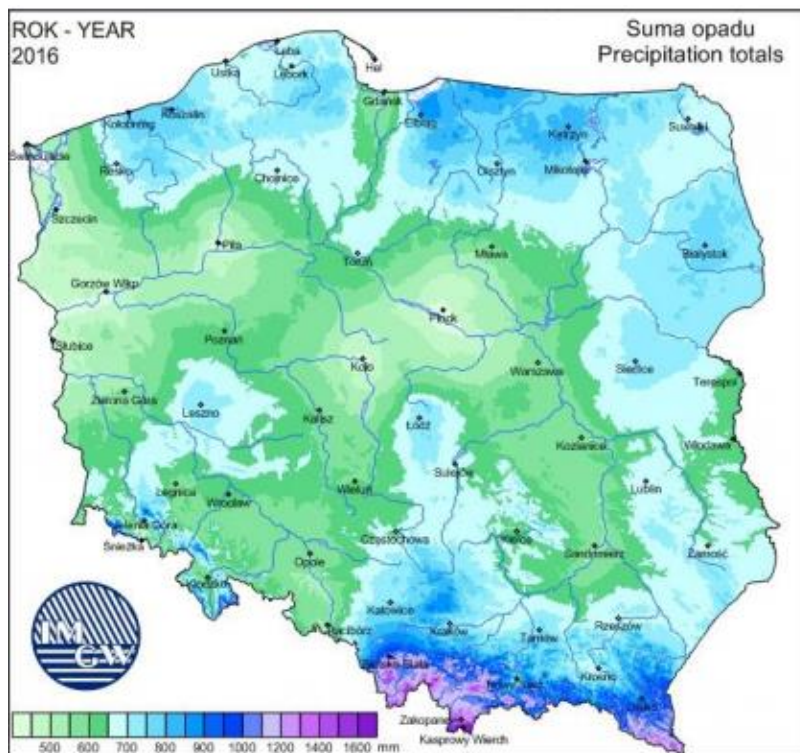 ROK - YEAR
2016
Suma opadu
Precipitation totals
Łeba
Ustka
Lębork
Hel
Gdańsk
Kołobrzeg
Koszalin
Elbląg
Kętrzyn
Suwałki
Świnoujście
Resko
Chojnice
Olsztyn
Mikołajki
Szczecin
Piła
Toruń
Mława
Białystok
Gorzów Wlkp
Płock
Słubice
Poznań
Koło
Warszawa
Siedlce
Terespol
Zielona Góra
Leszno
Kalisz
Łódź
Kozienice
Włodawa
Legnica
Wrocław
Wieluń
Sulejów
Lublin
Jelenia Góra
Śnieżka
Częstochowa
Kielce
Sandomierz
Zamość
Opole
Kłodzko
Katowice
Racibórz
Kraków
Tarnów
Rzeszów
Bielsko Biała
Nowy Sącz
Krosno
Lesko
Zakopane
Kasprowy Wierch
IM
GW
500 600 700 800 900 1000 1200 1400 1600 mm